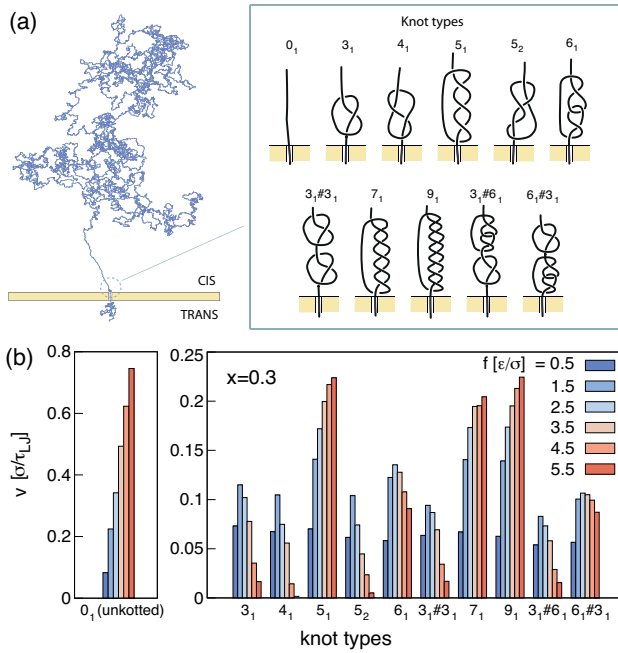 (a)
Knot types
0₁ 3₁ 4₁ 5₁ 5₂ 6₁
3₁#3₁ 7₁ 9₁ 3₁#6₁ 6₁#3₁
CIS
TRANS
(b)
v [σ/τLJ]
0.8
0.6
0.4
0.2
0
0₁ (unkotted)
0.25
0.2
0.15
0.1
0.05
0
x=0.3
f [ε/σ] = 0.5
1.5
2.5
3.5
4.5
5.5
3₁ 4₁ 5₁ 5₂ 6₁ 3₁#3₁ 7₁ 9₁ 3₁#6₁ 6₁#3₁
knot types